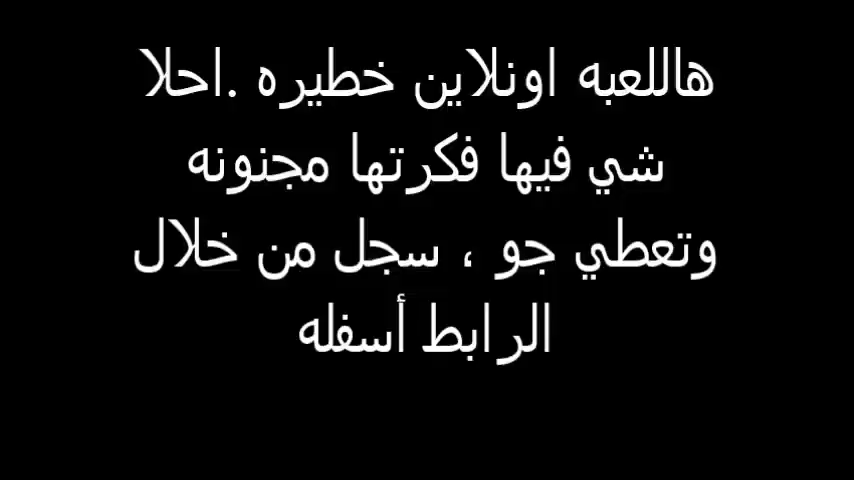 هاللعبه اونلاين خطيره .احلا
شي فيها فكرتها مجنونه
وتعطي جو ، سجل من خلال
الرابط أسفله